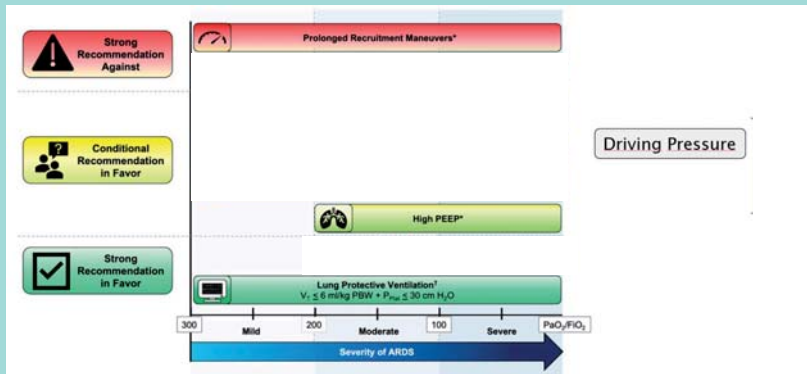 Strong
Recommendation
Against
Prolonged Recruitment Maneuvers*
Conditional
Recommendation
in Favor
?
Driving Pressure
High PEEP*
Strong
Recommendation
in Favor
Lung Protective Ventilation†
V_T ≤ 6 ml/kg PBW + P_Plat ≤ 30 cm H₂O
300
200
100
PaO₂/FiO₂
Mild
Moderate
Severe
Severity of ARDS